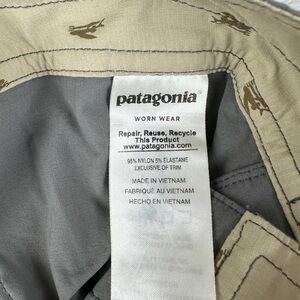 patagonia®
WORN WEAR
Repair, Reuse, Recycle
This Product
www.patagonia.com
95% NYLON 5% ELASTANE
EXCLUSIVE OF TRIM
MADE IN VIETNAM
FABRIQUÉ AU VIETNAM
HECHO EN VIETNAM